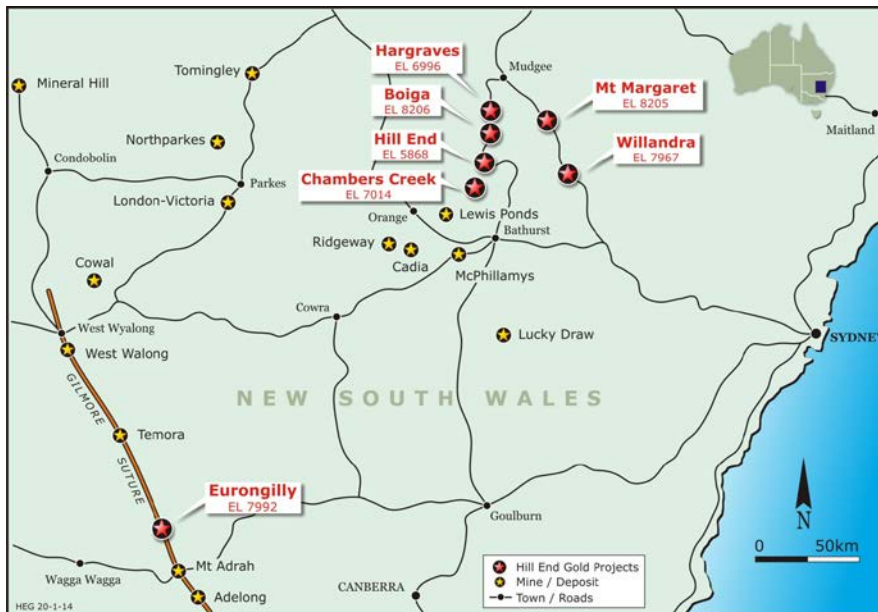 Hargraves
EL 6996
Mudgee
Tomingley
Mineral Hill
Boiga
EL 8206
Mt Margaret
EL 8205
Maitland
Northparkes
Hill End
EL 5868
Willandra
EL 7967
Condobolin
Chambers Creek
EL 7014
Parkes
London-Victoria
Orange
Lewis Ponds
Bathurst
Ridgeway
Cadia
McPhillamys
Cowal
Cowra
West Wyalong
Lucky Draw
SYDNEY
West Walong
NEW SOUTH WALES
GILMORE
SUTURE
Temora
Eurongilly
EL 7992
Goulburn
N
0 50km
Mt Adrah
Wagga Wagga
CANBERRA
Adelong
Hill End Gold Projects
Mine / Deposit
Town / Roads
HEG 20-1-14